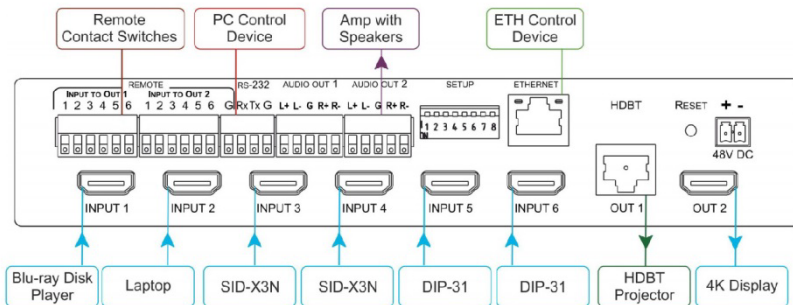 Remote
Contact Switches
PC Control
Device
Amp with
Speakers
ETH Control
Device
REMOTE
INPUT TO OUT 1
INPUT TO OUT 2
RS-232
AUDIO OUT 1
AUDIO OUT 2
SETUP
ETHERNET
HDBT
RESET
+ -
1 2 3 4 5 6
1 2 3 4 5 6
G Rx Tx G
L+ L- G R+ R-
L+ L- G R+ R-
1 2 3 4 5 6 7 8
48V DC
INPUT 1
INPUT 2
INPUT 3
INPUT 4
INPUT 5
INPUT 6
OUT 1
OUT 2
Blu-ray Disk
Player
Laptop
SID-X3N
SID-X3N
DIP-31
DIP-31
HDBT
Projector
4K Display